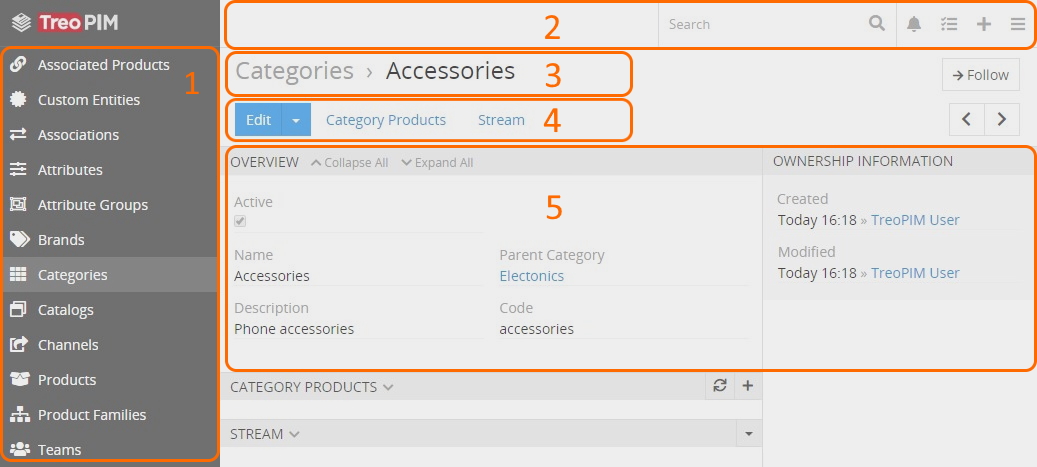 TreoPIM
2
Search
1
Associated Products
Custom Entities
Associations
Attributes
Attribute Groups
Brands
Categories
Catalogs
Channels
Products
Product Families
Teams
Categories › Accessories
3
Follow
Edit
Category Products
Stream
4
OVERVIEW
Collapse All
Expand All
5
Active
Name
Accessories
Parent Category
Electonics
Description
Phone accessories
Code
accessories
OWNERSHIP INFORMATION
Created
Today 16:18 » TreoPIM User
Modified
Today 16:18 » TreoPIM User
CATEGORY PRODUCTS
STREAM